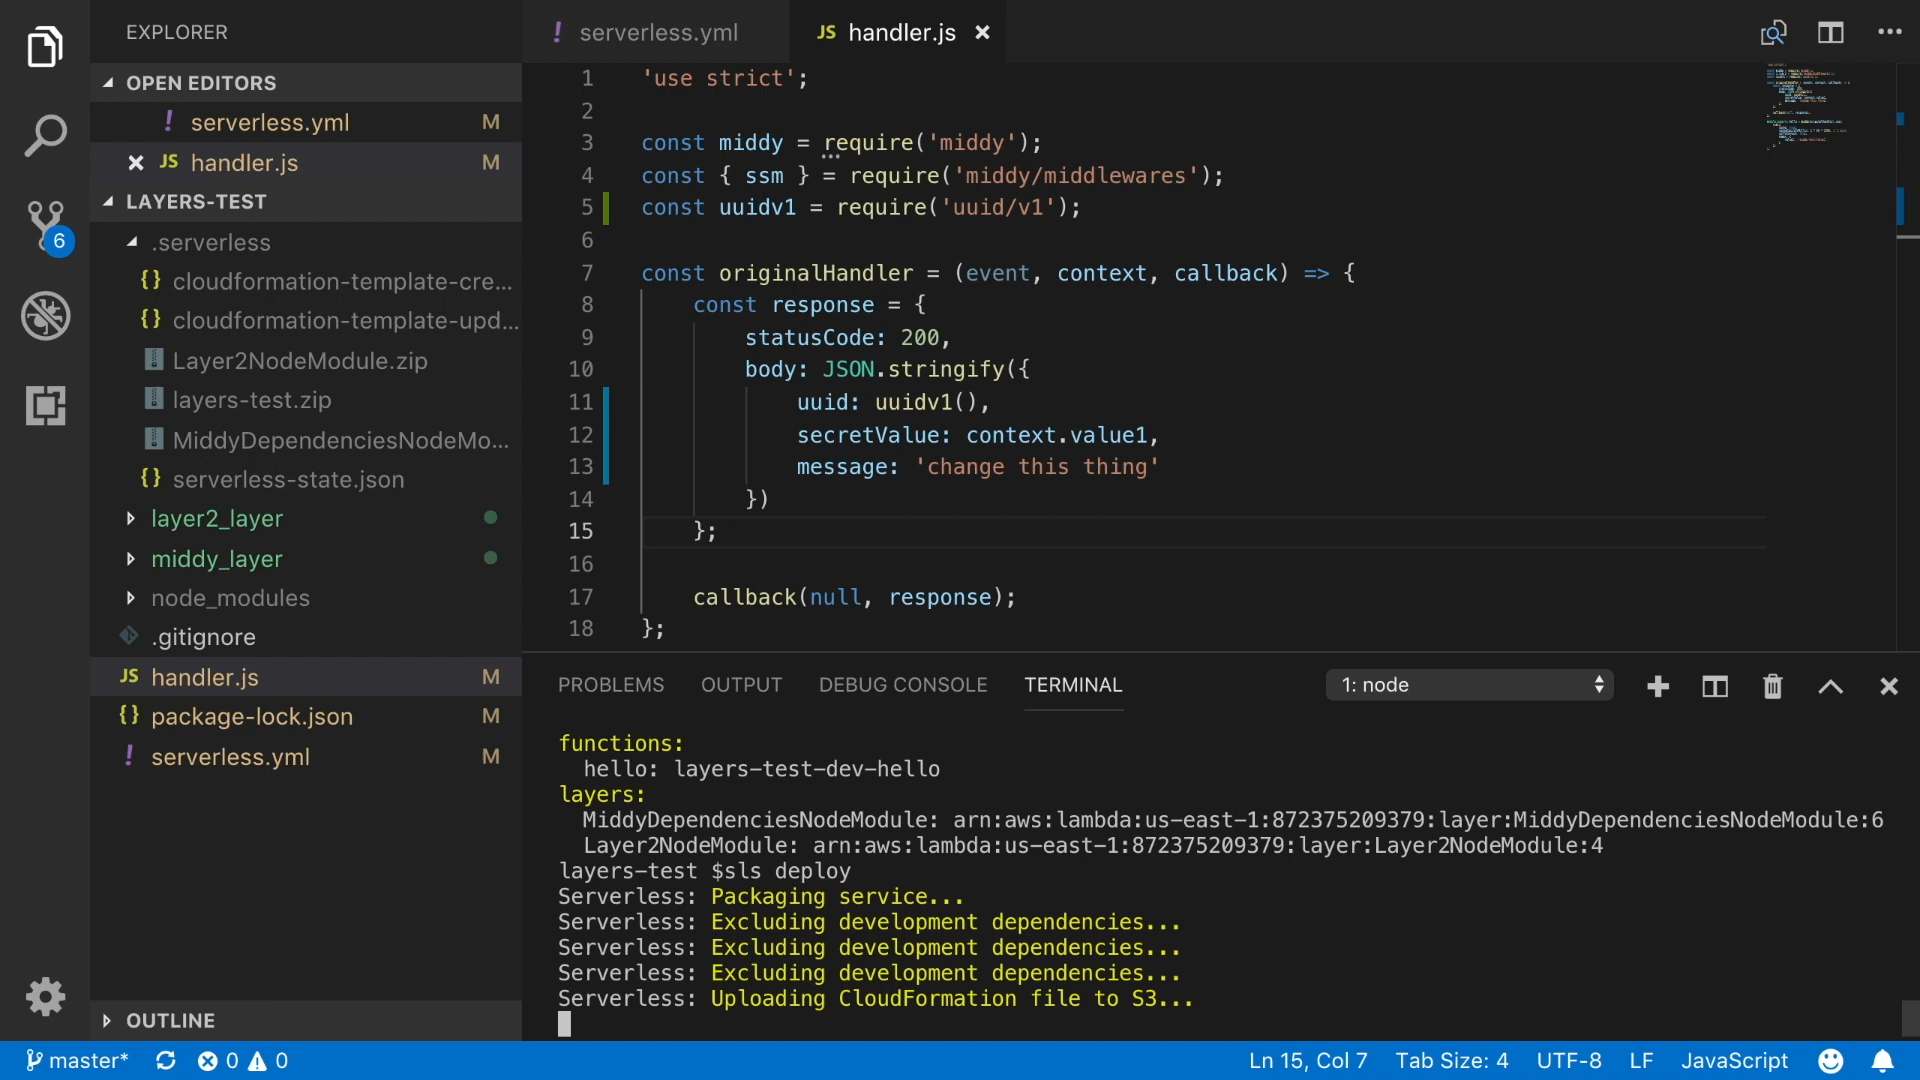 EXPLORER
OPEN EDITORS
! serverless.yml M
JS handler.js M
LAYERS-TEST
.serverless
{} cloudformation-template-cre...
{} cloudformation-template-upd...
Layer2NodeModule.zip
layers-test.zip
MiddyDependenciesNodeMo...
{} serverless-state.json
layer2_layer
middy_layer
node_modules
.gitignore
JS handler.js M
{} package-lock.json M
! serverless.yml M
OUTLINE
6
! serverless.yml
JS handler.js
1 'use strict';
2
3 const middy = require('middy');
4 const { ssm } = require('middy/middlewares');
5 const uuidv1 = require('uuid/v1');
6
7 const originalHandler = (event, context, callback) => {
8 const response = {
9 statusCode: 200,
10 body: JSON.stringify({
11 uuid: uuidv1(),
12 secretValue: context.value1,
13 message: 'change this thing'
14 })
15 };
16
17 callback(null, response);
18 };
PROBLEMS OUTPUT DEBUG CONSOLE TERMINAL 1: node
functions:
hello: layers-test-dev-hello
layers:
MiddyDependenciesNodeModule: arn:aws:lambda:us-east-1:872375209379:layer:MiddyDependenciesNodeModule:6
Layer2NodeModule: arn:aws:lambda:us-east-1:872375209379:layer:Layer2NodeModule:4
layers-test $sls deploy
Serverless: Packaging service...
Serverless: Excluding development dependencies...
Serverless: Excluding development dependencies...
Serverless: Excluding development dependencies...
Serverless: Uploading CloudFormation file to S3...
master* 0 0 Ln 15, Col 7 Tab Size: 4 UTF-8 LF JavaScript